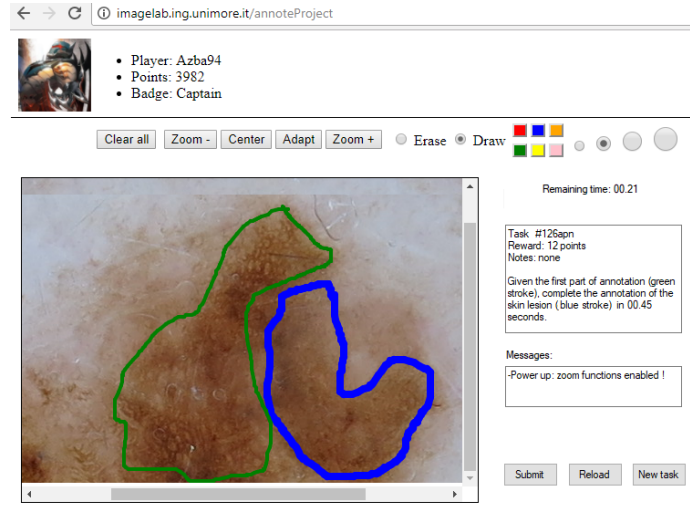 imagelab.ing.unimore.it/annoteProject
Player: Azba94
Points: 3982
Badge: Captain
Clear all Zoom - Center Adapt Zoom + Erase Draw
Remaining time: 00.21
Task #126apn
Reward: 12 points
Notes: none
Given the first part of annotation (green
stroke), complete the annotation of the
skin lesion ( blue stroke) in 00.45
seconds.
Messages:
-Power up: zoom functions enabled !
Submit Reload New task